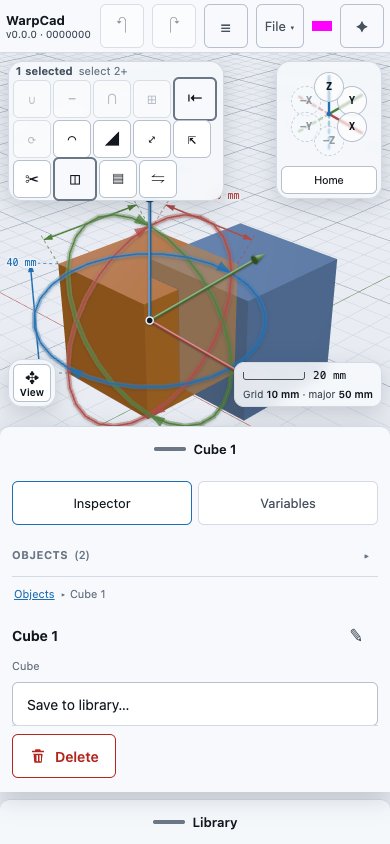 WarpCad
v0.0.0 · 0000000
File
1 selected select 2+
Z
Y
X
−X
−Y
−Z
Home
mm
40 mm
View
20 mm
Grid 10 mm · major 50 mm
Cube 1
Inspector
Variables
OBJECTS (2)
Objects ▸ Cube 1
Cube 1
Cube
Save to library...
Delete
Library